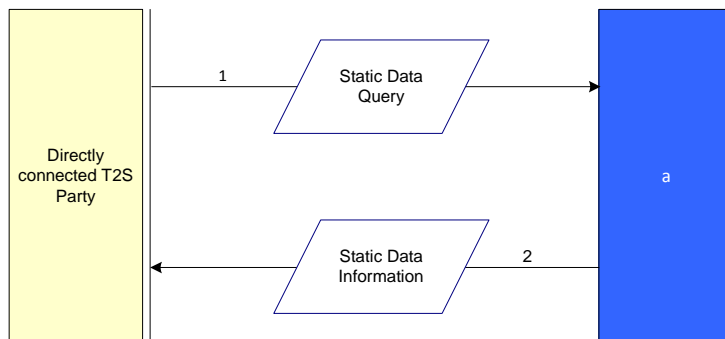 1
Static Data
Query
Directly
connected T2S
Party
a
Static Data
Information
2